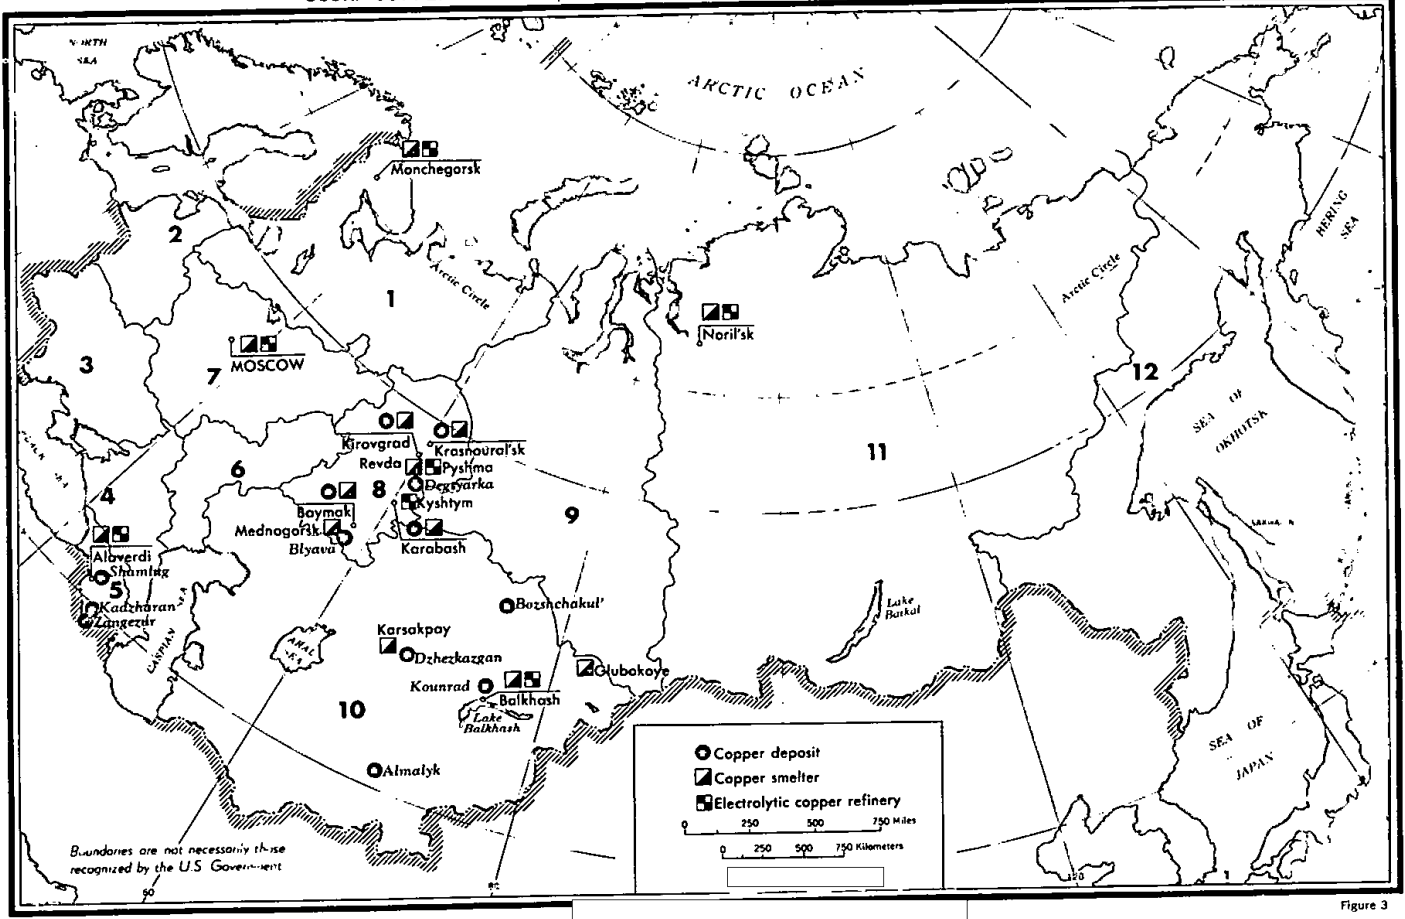 ARCTIC OCEAN
SEA
Monchegorsk
2
BERING
SEA
Arctic Circle
Arctic Circle
1
Noril'sk
3
7
MOSCOW
12
SEA OF
OKHOTSK
Kirovgrad
Krasnoural'sk
11
Revda
Pyshma
6
8
Degtyarka
4
Kyshtym
9
Baymak
Mednogorsk
Blyava
Karabash
Alaverdi
Shamlug
5
Kadzharan
Zangezur
Bozshchakul'
Lake
Baikal
CASPIAN
ARAL
SEA
Karsakpay
Dzhezkazgan
Glubokoye
Kounrad
Balkhash
10
Lake
Balkhash
SEA OF
JAPAN
Almalyk
Copper deposit
Copper smelter
Electrolytic copper refinery
0 250 500 750 Miles
0 250 500 750 Kilometers
Boundaries are not necessarily those
recognized by the U.S. Government
60
120
Figure 3